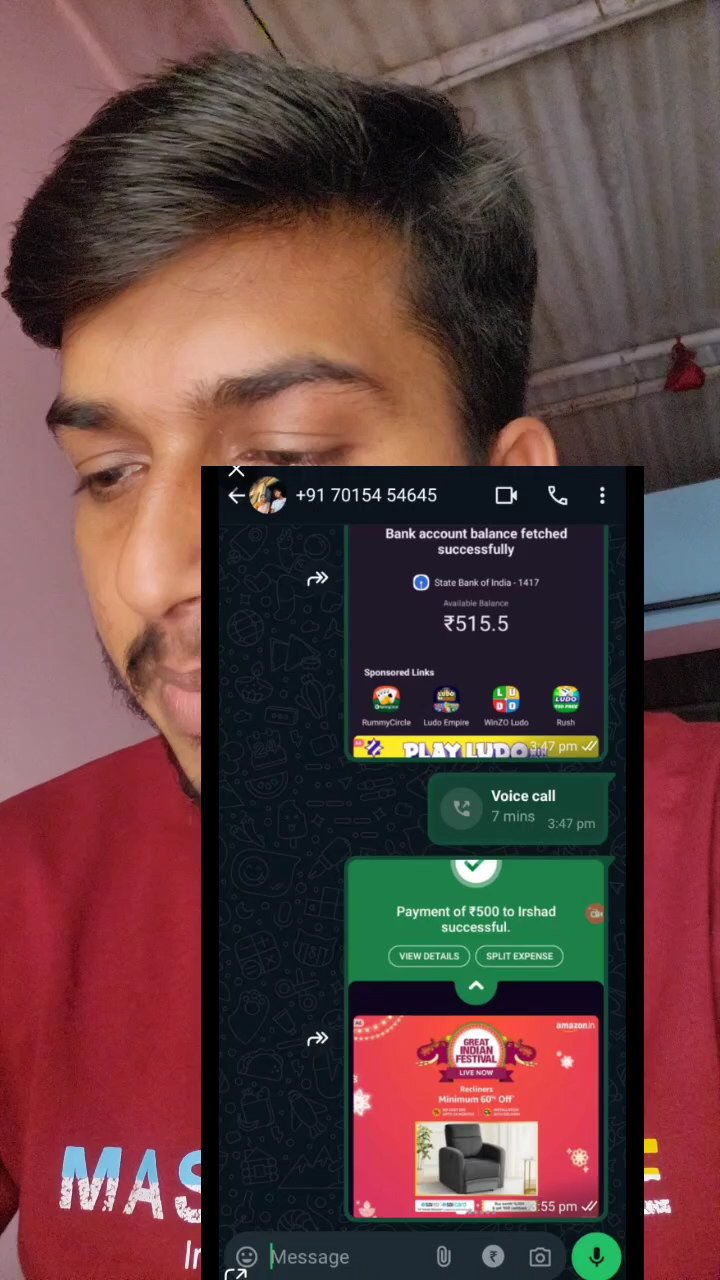 +91 70154 54645
Bank account balance fetched
successfully
State Bank of India - 1417
Available Balance
₹515.5
Sponsored Links
RummyCircle
Ludo Empire
WinZO Ludo
Rush
PLAY LUDO
3:47 pm
Voice call
7 mins
3:47 pm
Payment of ₹500 to Irshad
successful.
VIEW DETAILS
SPLIT EXPENSE
Ad
amazon.in
GREAT
INDIAN
FESTIVAL
LIVE NOW
Recliners
Minimum 60% Off
3:55 pm
Message
MAS
In